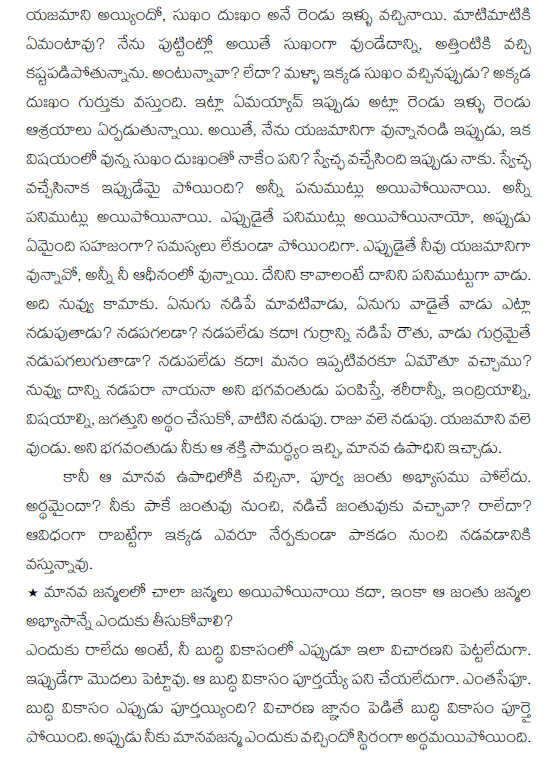 యజమాని అయ్యిందో, సుఖం దుఃఖం అనే రెండు ఇళ్ళు వచ్చినాయి. మాటిమాటికి
ఏమంటావు? నేను పుట్టింట్లో అయితే సుఖంగా వుండేదాన్ని, అత్తింటికి వచ్చి
కష్టపడిపోతున్నాను. అంటున్నావా? లేదా? మళ్ళా ఇక్కడ సుఖం వచ్చినప్పుడు? అక్కడ
దుఃఖం గుర్తుకు వస్తుంది. ఇట్లా ఏమయ్యావ్ ఇప్పుడు అట్లా రెండు ఇళ్ళు రెండు
ఆశ్రయాలు ఏర్పడుతున్నాయి. అయితే, నేను యజమానిగా వున్నానండి ఇప్పుడు, ఇక
విషయంలో వున్న సుఖం దుఃఖంతో నాకేం పని? స్వేచ్ఛ వచ్చేసింది ఇప్పుడు నాకు. స్వేచ్ఛ
వచ్చేసినాక ఇప్పుడేమై పోయింది? అన్నీ పనుముట్లు అయిపోయినాయి. అన్నీ
పనిముట్లు అయిపోయినాయి. ఎప్పుడైతే పనిముట్లు అయిపోయినాయో, అప్పుడు
ఏమైంది సహజంగా? సమస్యలు లేకుండా పోయిందిగా. ఎప్పుడైతే నీవు యజమానిగా
వున్నావో, అన్నీ నీ ఆధీనంలో వున్నాయి. దేనిని కావాలంటే దానిని పనిముట్టుగా వాడు.
అది నువ్వు కామాకు. ఏనుగు నడిపే మావటివాడు, ఏనుగు వాడైతే వాడు ఎట్లా
నడుపుతాడు? నడపగలడా? నడపలేడు కదా! గుర్రాన్ని నడిపే రౌతు, వాడు గుర్రమైతే
నడుపగలుగుతాడా? నడుపలేడు కదా! మనం ఇప్పటివరకూ ఏమౌతూ వచ్చాము?
నువ్వు దాన్ని నడపరా నాయనా అని భగవంతుడు పంపిస్తే, శరీరాన్నీ, ఇంద్రియాల్ని,
విషయాల్ని, జగత్తుని అర్థం చేసుకో, వాటిని నడుపు. రాజు వలె నడుపు. యజమాని వలె
వుండు. అని భగవంతుడు నీకు ఆ శక్తి సామర్థ్యం ఇచ్చి, మానవ ఉపాధిని ఇచ్చాడు.
కానీ ఆ మానవ ఉపాధిలోకి వచ్చినా, పూర్వ జంతు అభ్యాసము పోలేదు.
అర్థమైందా? నీకు పాకే జంతువు నుంచి, నడిచే జంతువుకు వచ్చావా? రాలేదా?
ఆవిధంగా రాబట్టేగా ఇక్కడ ఎవరూ నేర్పకుండా పాకడం నుంచి నడవడానికి
వస్తున్నావు.
★ మానవ జన్మలలో చాలా జన్మలు అయిపోయినాయి కదా, ఇంకా ఆ జంతు జన్మల
అభ్యాసాన్నే ఎందుకు తీసుకోవాలి?
ఎందుకు రాలేదు అంటే, నీ బుద్ధి వికాసంలో ఎప్పుడూ ఇలా విచారణని పెట్టలేదుగా.
ఇప్పుడేగా మొదలు పెట్టావు. ఆ బుద్ధి వికాసం పూర్తయ్యే పని చేయలేదుగా. ఎంతసేపూ.
బుద్ధి వికాసం ఎప్పుడు పూర్తయ్యింది? విచారణ జ్ఞానం పెడితే బుద్ధి వికాసం పూర్తై
పోయింది. అప్పుడు నీకు మానవజన్మ ఎందుకు వచ్చిందో స్థిరంగా అర్థమయిపోయింది.